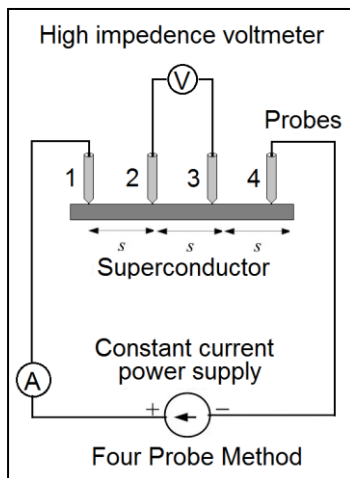 High impedence voltmeter
V
Probes
1 2 3 4
s s s
Superconductor
Constant current
power supply
A
+ −
Four Probe Method